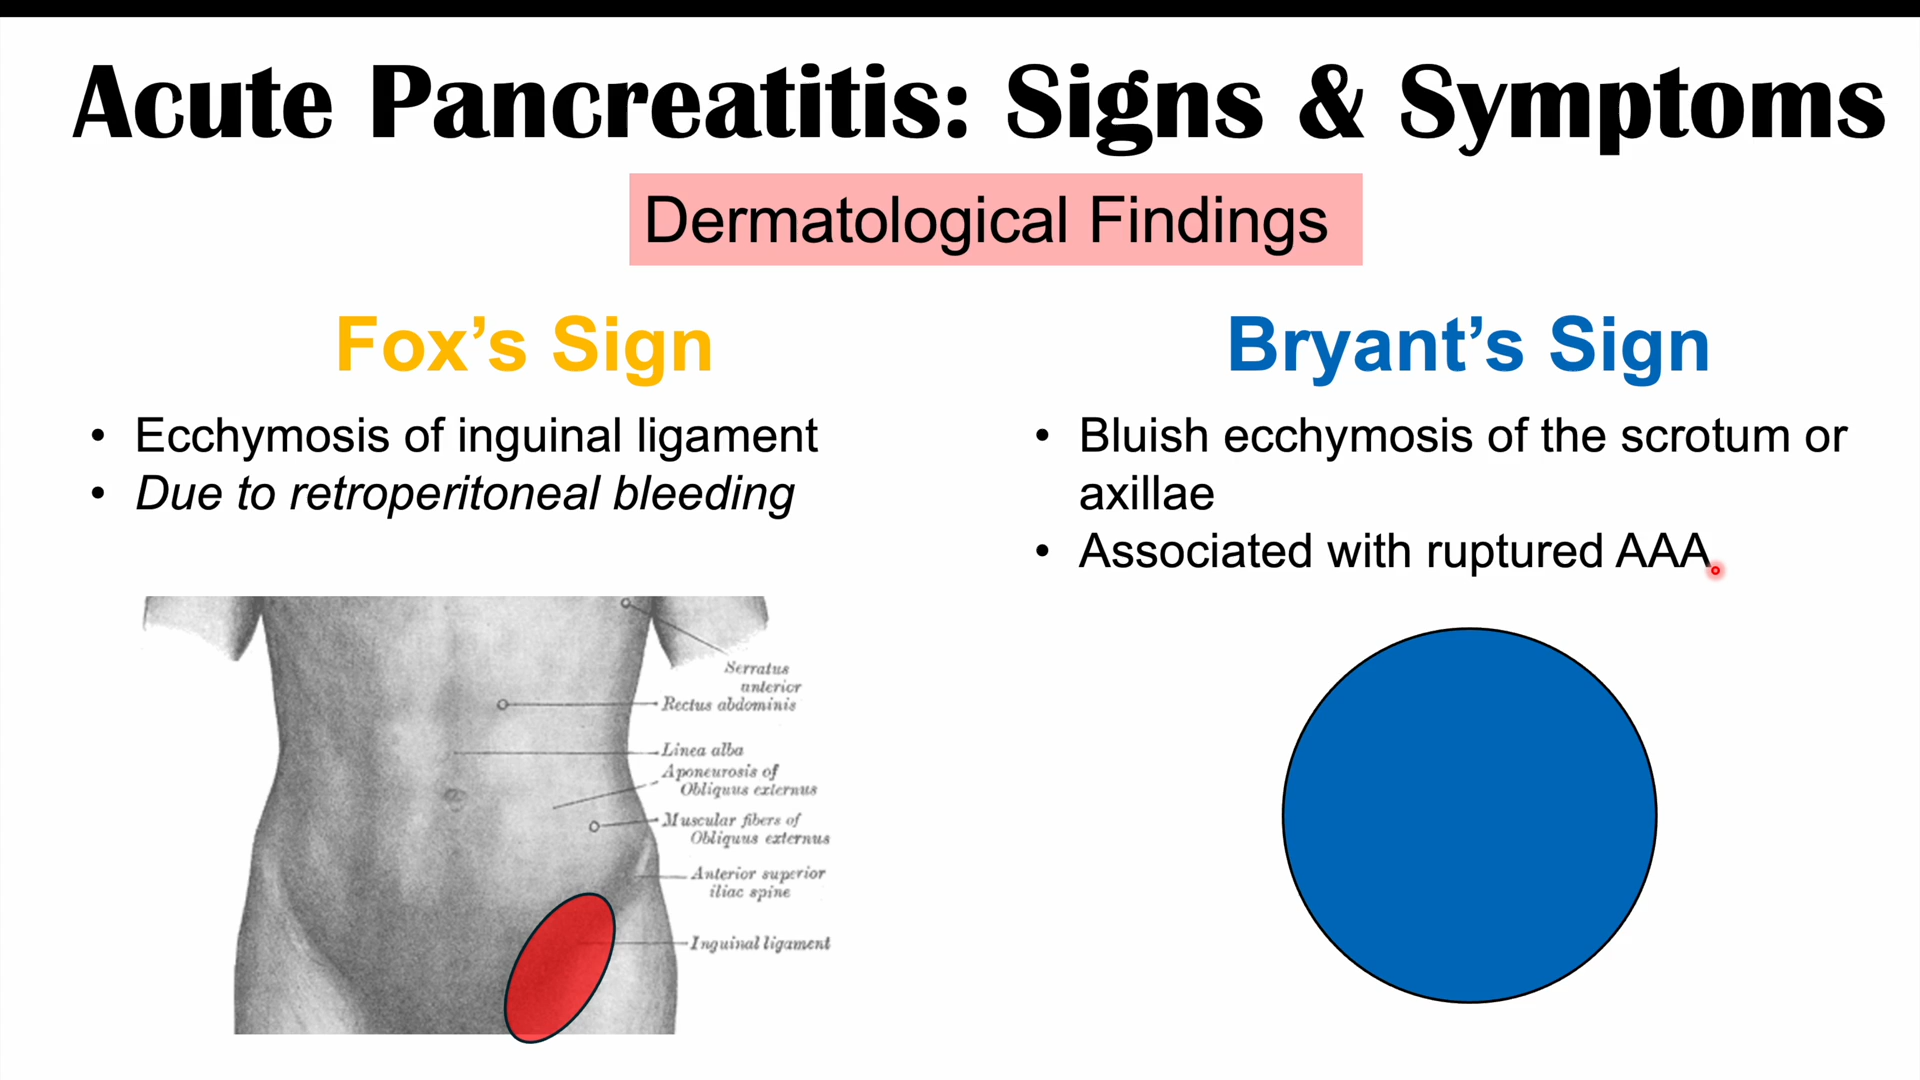 Acute Pancreatitis: Signs & Symptoms
Dermatological Findings
Fox’s Sign
• Ecchymosis of inguinal ligament
• Due to retroperitoneal bleeding
Serratus
anterior
Rectus abdominis
Linea alba
Aponeurosis of
Obliquus externus
Muscular fibers of
Obliquus externus
Anterior superior
iliac spine
Inguinal ligament
Bryant’s Sign
• Bluish ecchymosis of the scrotum or
axillae
• Associated with ruptured AAA